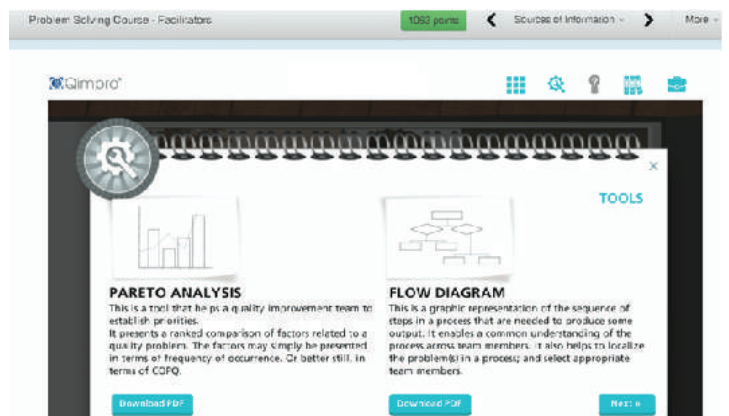 Problem Solving Course - Facilitators
1093 points
Sources of Information
More
Qimpro
TOOLS
PARETO ANALYSIS
This is a tool that helps a quality improvement team to
establish priorities.
It presents a ranked comparison of factors related to a
quality problem. The factors may simply be presented
in terms of frequency of occurrence. Or better still, in
terms of COPQ.
Download PDF
FLOW DIAGRAM
This is a graphic representation of the sequence of
steps in a process that are needed to produce some
output. It enables a common understanding of the
process across team members. It also helps to localize
the problem(s) in a process; and select appropriate
team members.
Download PDF
Next »